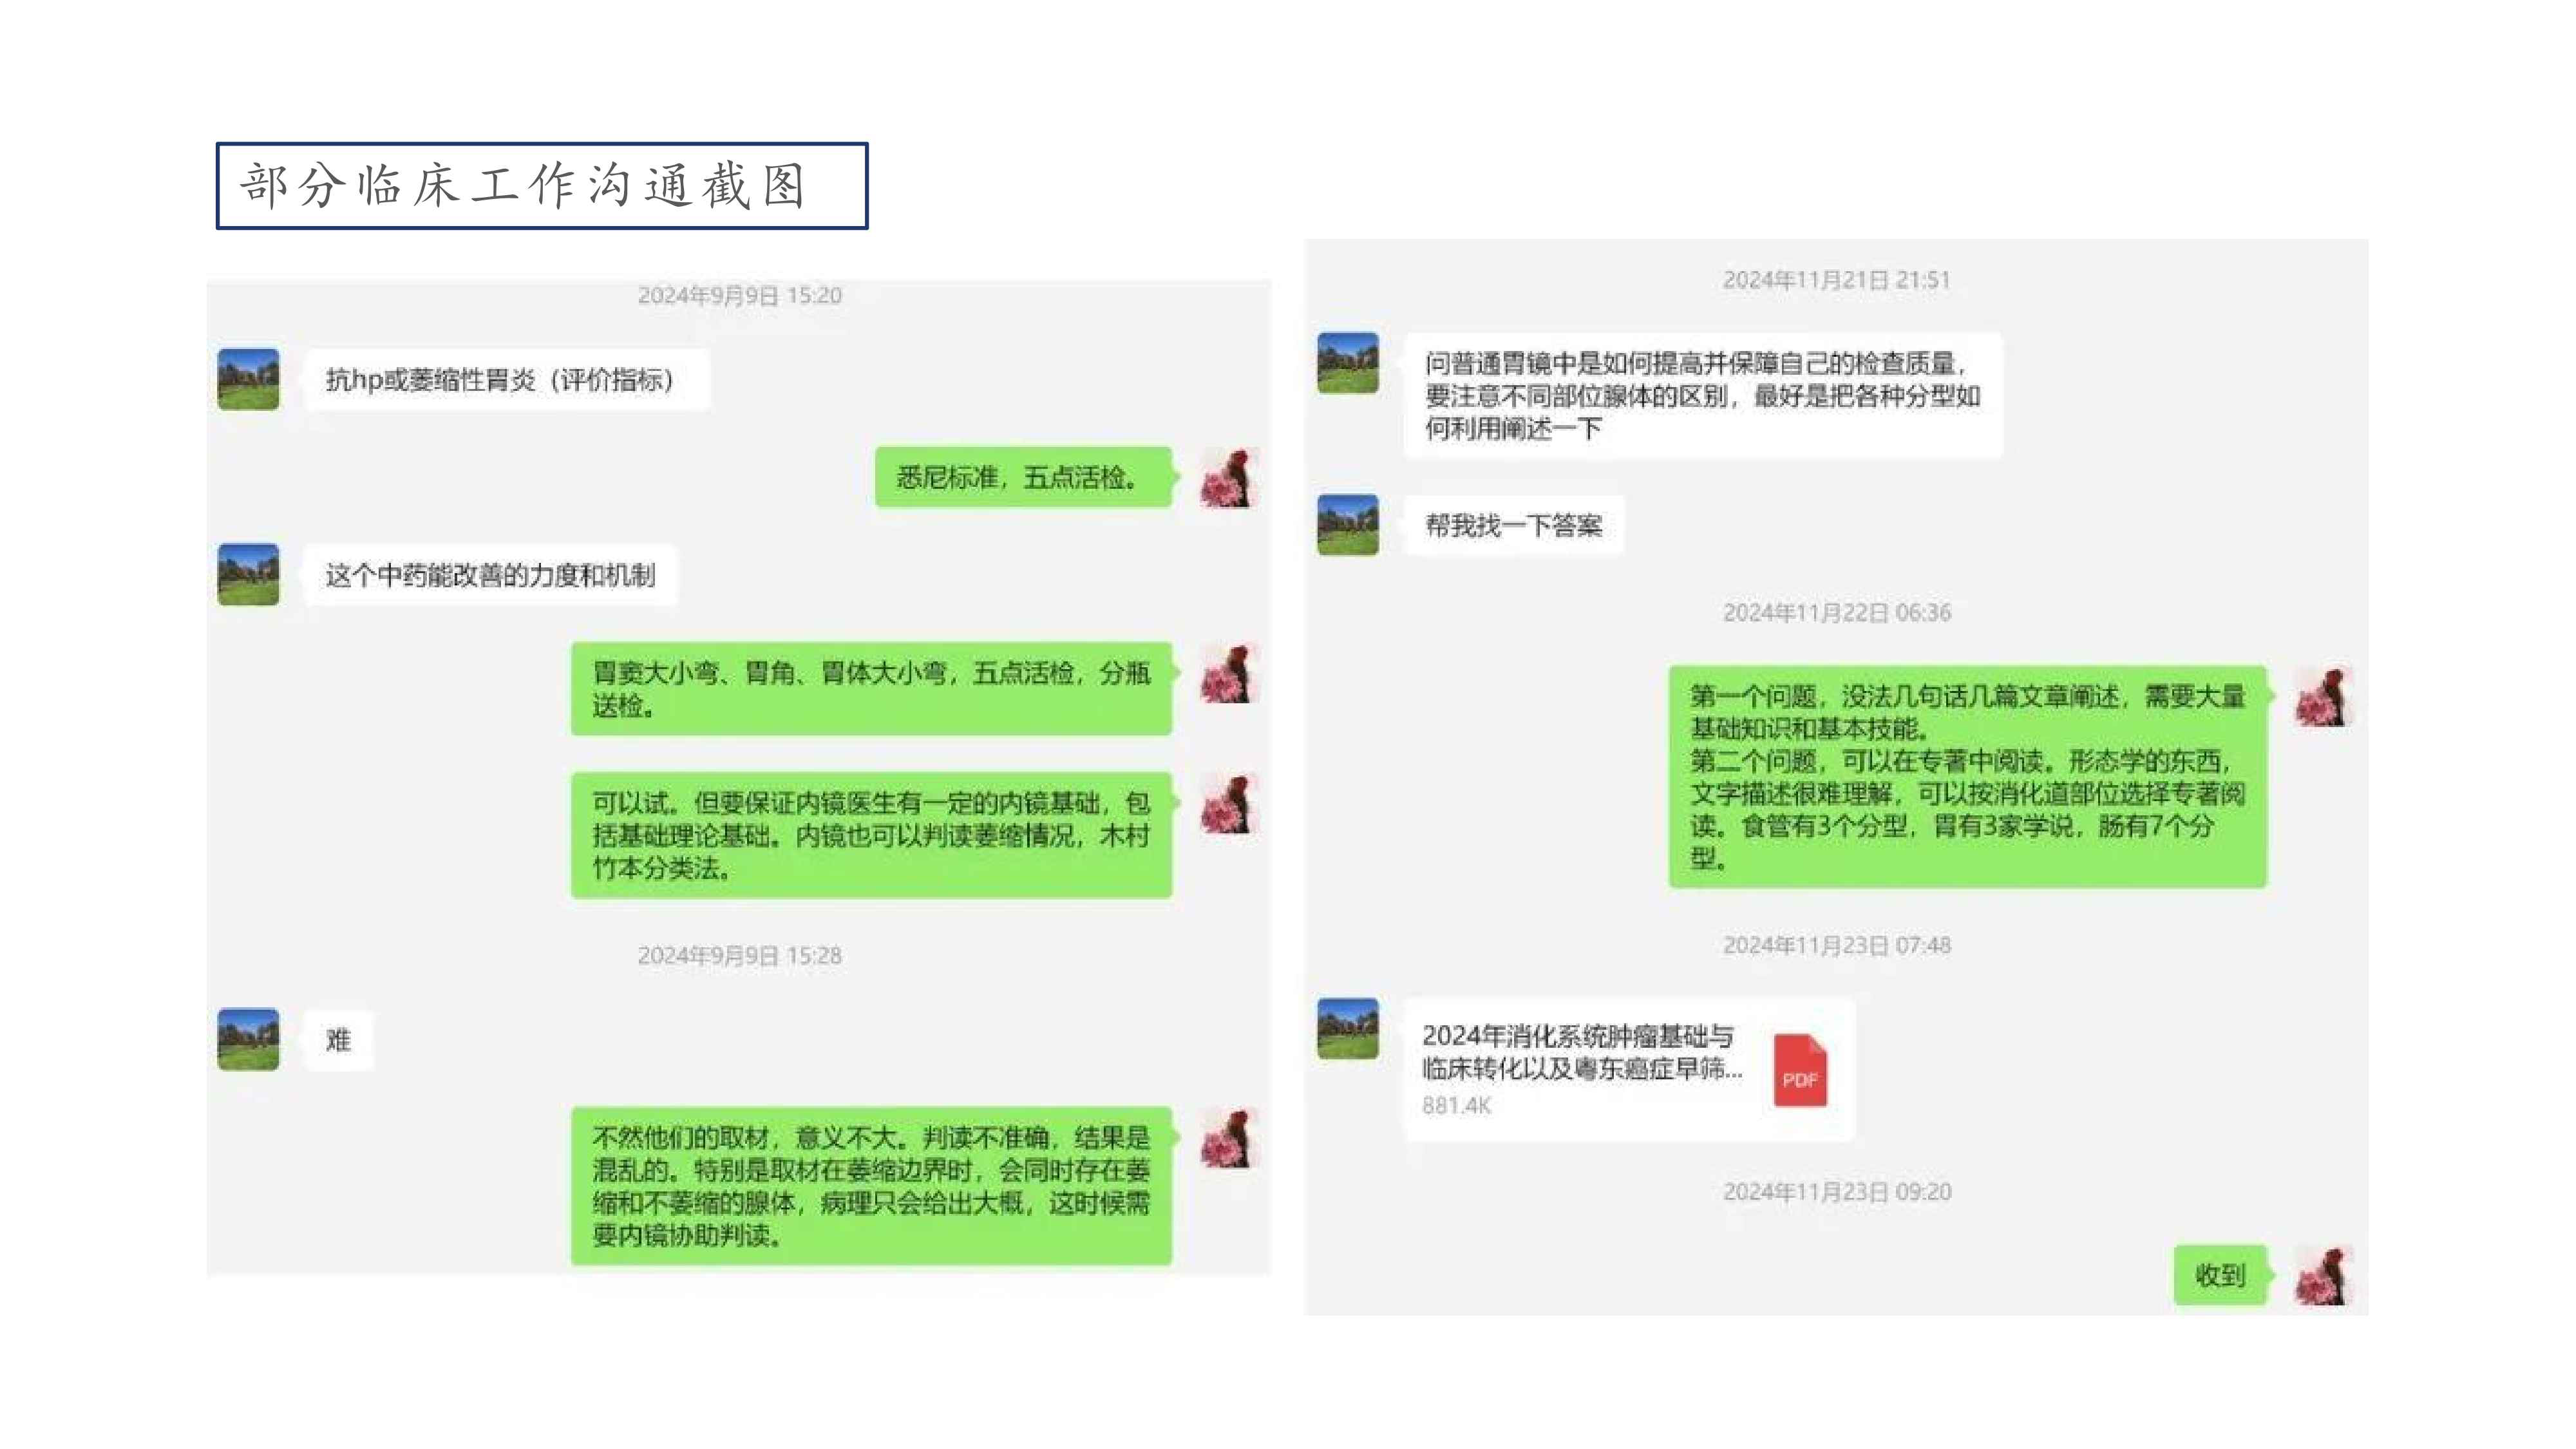 部分临床工作沟通截图
2024年9月9日 15:20
抗hp或萎缩性胃炎（评价指标）
悉尼标准，五点活检。
这个中药能改善的力度和机制
胃窦大小弯、胃角、胃体大小弯，五点活检，分瓶
送检。
可以试。但要保证内镜医生有一定的内镜基础，包
括基础理论基础。内镜也可以判读萎缩情况，木村
竹本分类法。
2024年9月9日 15:28
难
不然他们的取材，意义不大。判读不准确，结果是
混乱的。特别是取材在萎缩边界时，会同时存在萎
缩和不萎缩的腺体，病理只会给出大概，这时候需
要内镜协助判读。
2024年11月21日 21:51
问普通胃镜中是如何提高并保障自己的检查质量，
要注意不同部位腺体的区别，最好是把各种分型如
何利用阐述一下
帮我找一下答案
2024年11月22日 06:36
第一个问题，没法几句话几篇文章阐述，需要大量
基础知识和基本技能。
第二个问题，可以在专著中阅读。形态学的东西，
文字描述很难理解，可以按消化道部位选择专著阅
读。食管有3个分型，胃有3家学说，肠有7个分
型。
2024年11月23日 07:48
2024年消化系统肿瘤基础与
临床转化以及粤东癌症早筛...
PDF
881.4K
2024年11月23日 09:20
收到